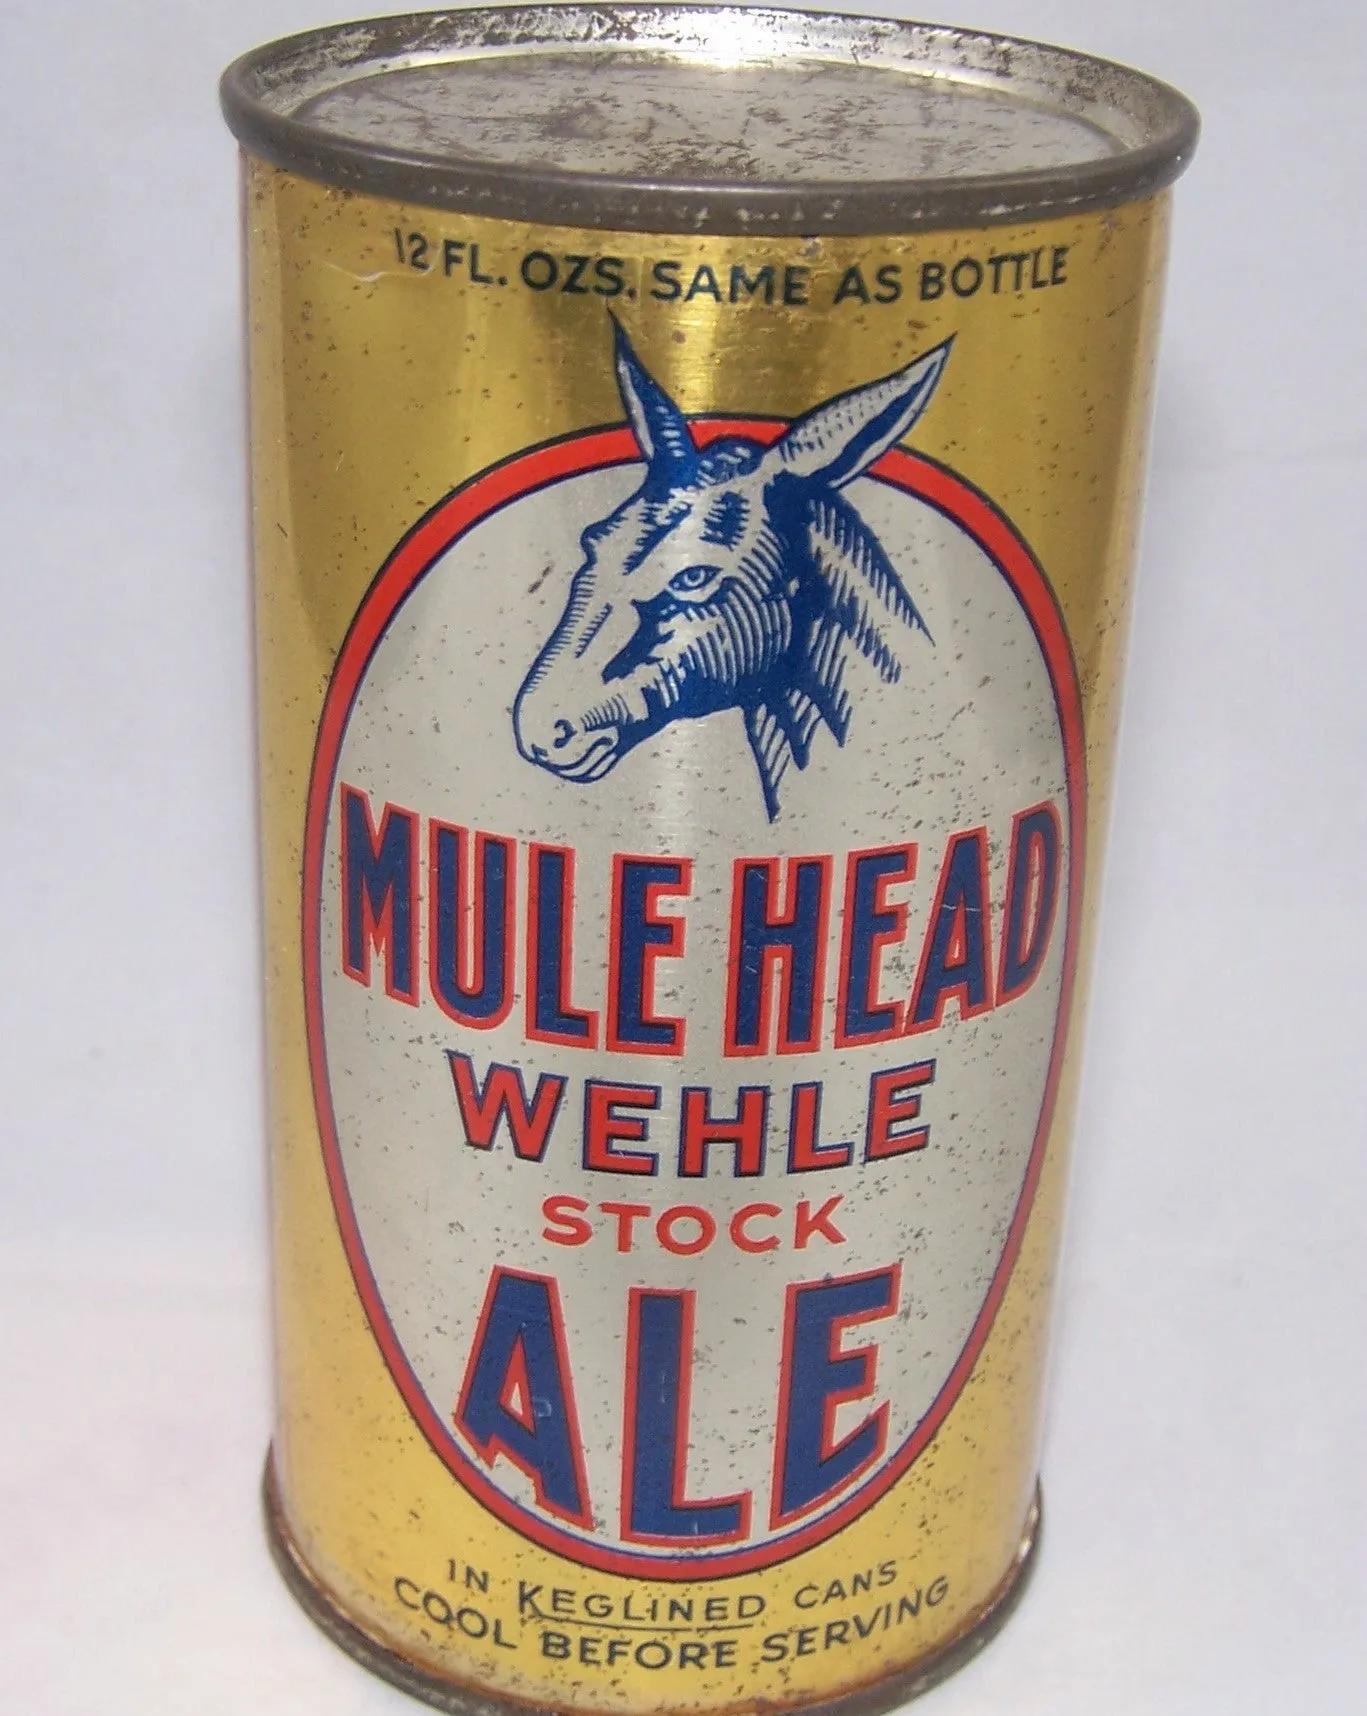 12 FL. OZS. SAME AS BOTTLE
MULE HEAD
WEHLE
STOCK
ALE
IN KEGLINED CANS
COOL BEFORE SERVING